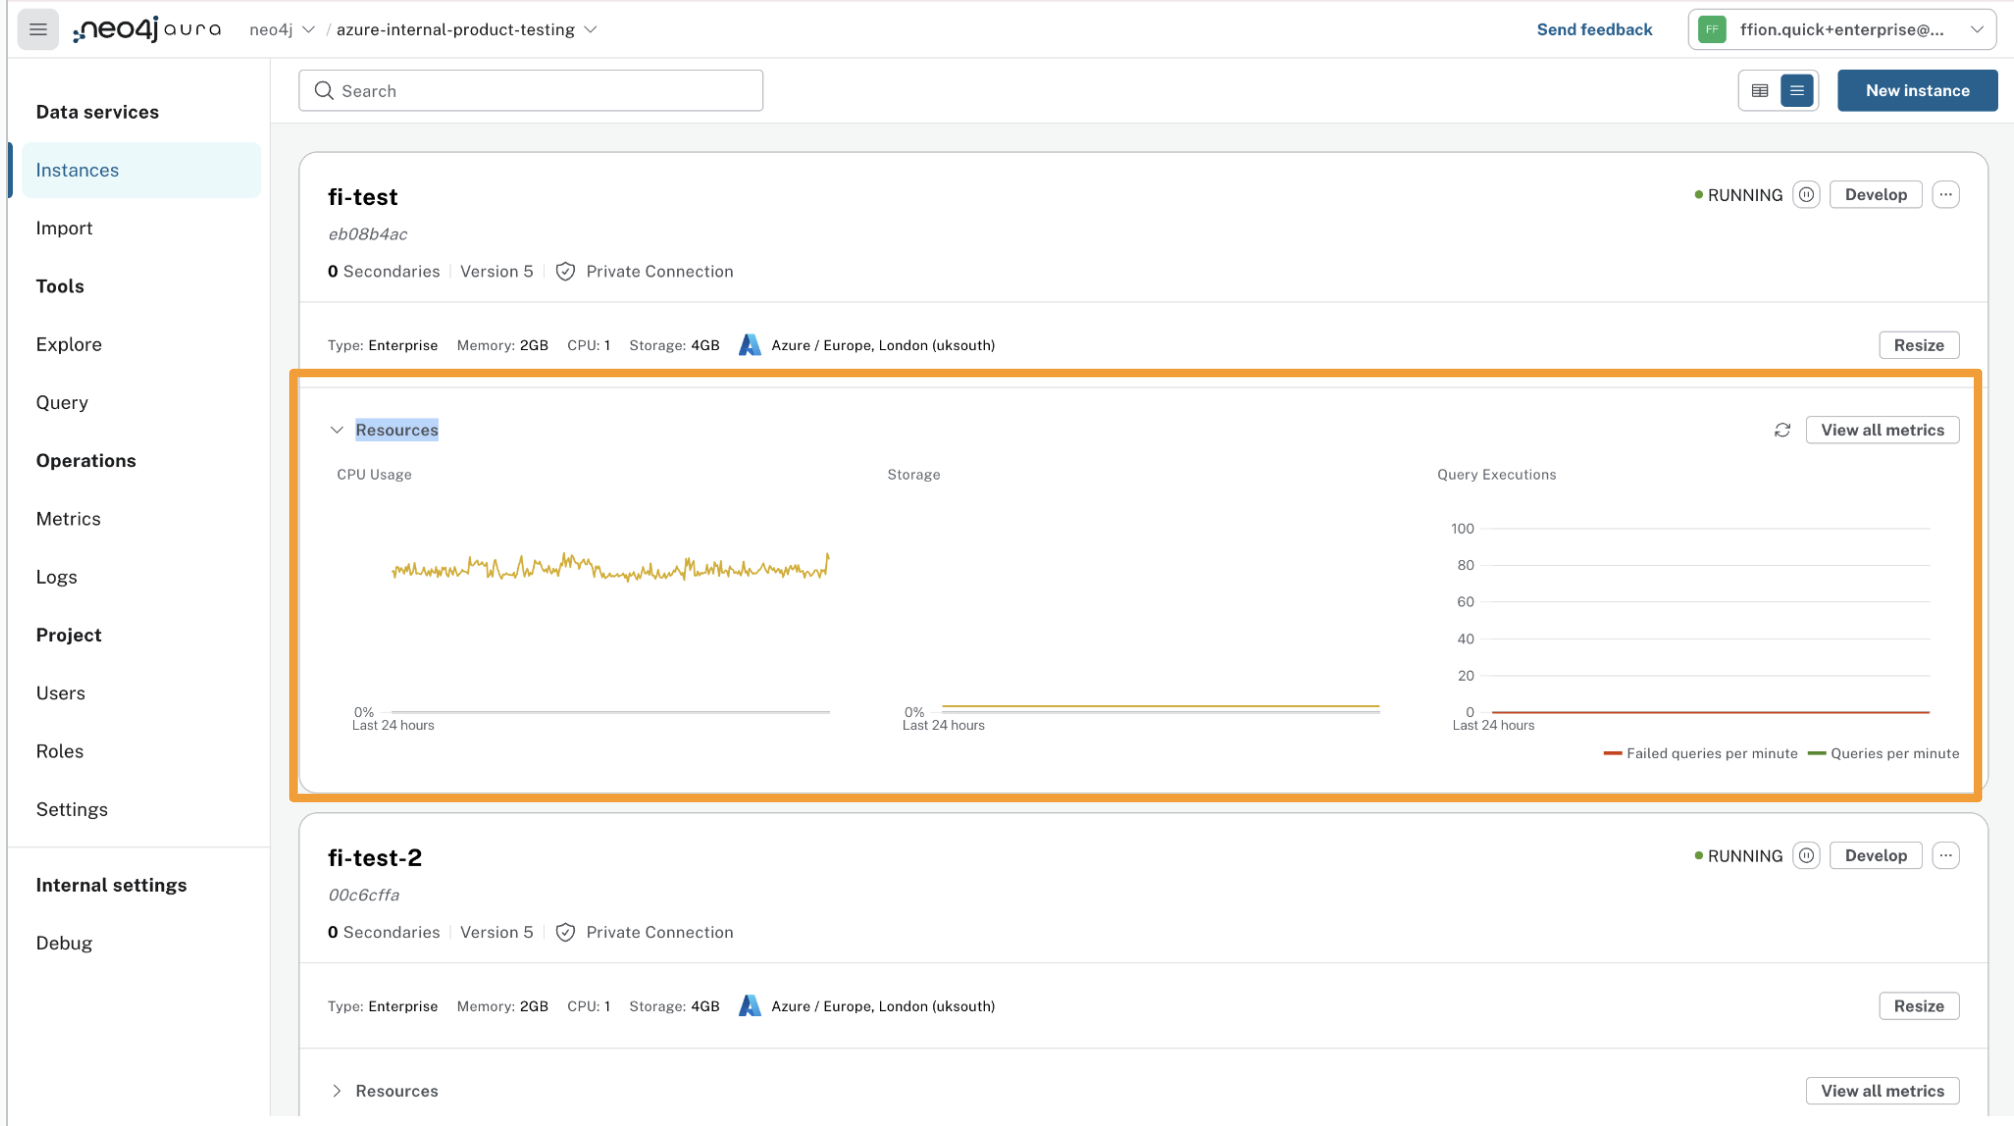 neo4j aura neo4j / azure-internal-product-testing Send feedback FF ffion.quick+enterprise@...
Search New instance
Data services
Instances
Import
Tools
Explore
Query
Operations
Metrics
Logs
Project
Users
Roles
Settings
Internal settings
Debug
fi-test RUNNING Develop ...
eb08b4ac
0 Secondaries Version 5 Private Connection
Type: Enterprise Memory: 2GB CPU: 1 Storage: 4GB Azure / Europe, London (uksouth) Resize
Resources View all metrics
CPU Usage Storage Query Executions
100
80
60
40
20
0% 0% 0
Last 24 hours Last 24 hours Last 24 hours
Failed queries per minute Queries per minute
fi-test-2 RUNNING Develop ...
00c6cffa
0 Secondaries Version 5 Private Connection
Type: Enterprise Memory: 2GB CPU: 1 Storage: 4GB Azure / Europe, London (uksouth) Resize
Resources View all metrics